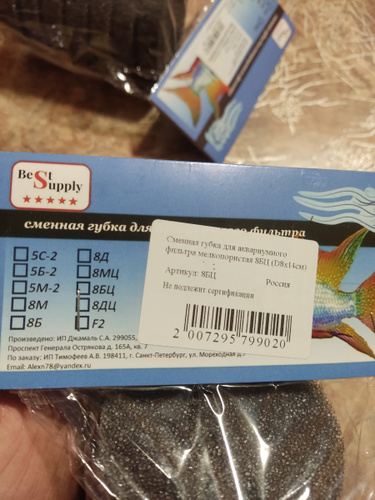 Best
Supply
сменная губка для фильтра
5С-2
5Б-2
5М-2
8М
8Б
8Д
8МЦ
8БЦ
8ДЦ
F2
Сменная губка для аквариумного
фильтра мелкопористая 8БЦ (D8х14см)
Артикул: 8БЦ
Россия
Не подлежит сертификации
2 007295 799020
Произведено: ИП Джамаль С.А. 299055,
Проспект Генерала Острякова д. 165А, кв. 7
По заказу: ИП Тимофеев А.В. 198411, г. Санкт-Петербург, ул. Мореходная д.
Email: Alexn78@yandex.ru